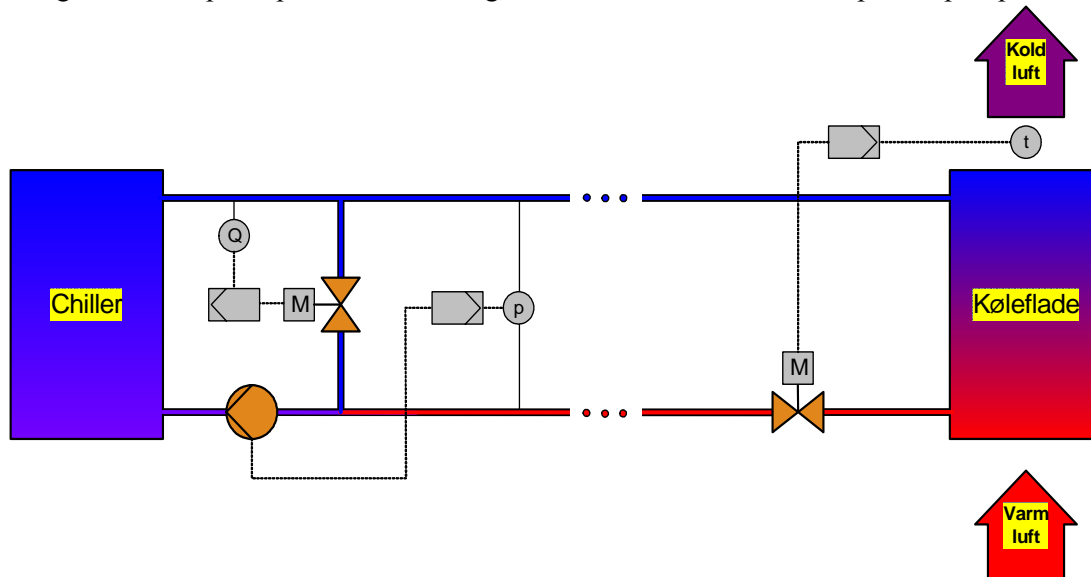 Kold
luft
t
Q
Chiller
M
p
Køleflade
M
Varm
luft